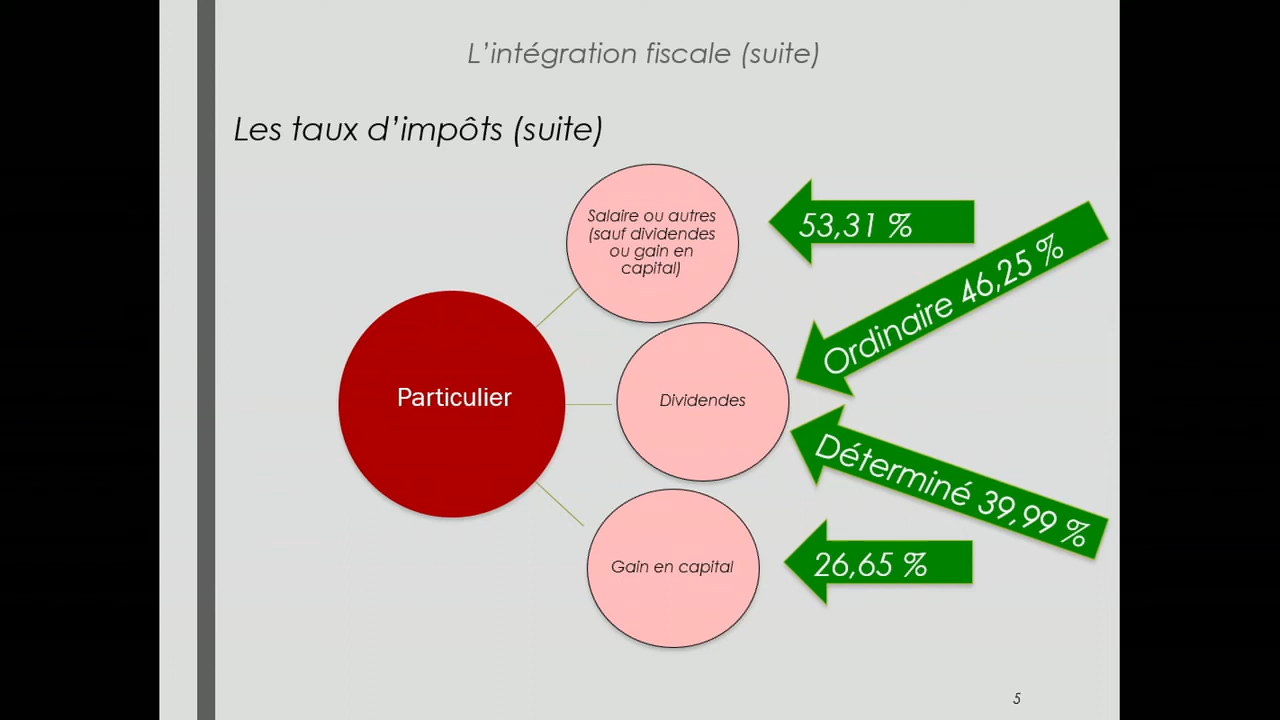 L'intégration fiscale (suite)
Les taux d'impôts (suite)
Particulier
Salaire ou autres
(sauf dividendes
ou gain en
capital)
53,31 %
Dividendes
Ordinaire 46,25 %
Déterminé 39,99 %
Gain en capital
26,65 %
5